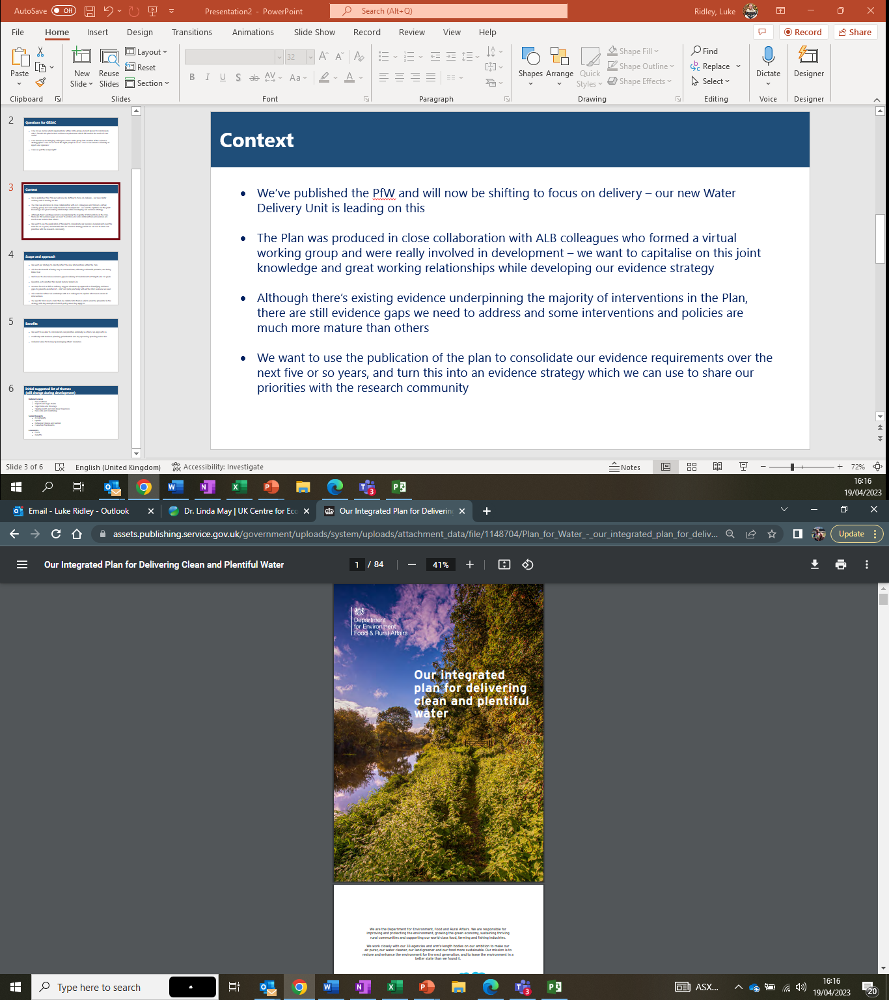 AutoSave Off
Presentation2 - PowerPoint
Search (Alt+Q)
Ridley, Luke
File Home Insert Design Transitions Animations Slide Show Record Review View Help
Record Share
Paste
Clipboard
New Slide
Reuse Slides
Layout
Reset
Section
Slides
32
Font
Paragraph
Shapes Arrange Quick Styles
Shape Fill
Shape Outline
Shape Effects
Drawing
Find
Replace
Select
Editing
Dictate
Voice
Designer
Designer
2
Questions for GESAC
3
Context
4
Scope and approach
5
Benefits
6
Initial suggested list of themes
(will change during development)
Context
We’ve published the PfW and will now be shifting to focus on delivery – our new Water
Delivery Unit is leading on this
The Plan was produced in close collaboration with ALB colleagues who formed a virtual
working group and were really involved in development – we want to capitalise on this joint
knowledge and great working relationships while developing our evidence strategy
Although there’s existing evidence underpinning the majority of interventions in the Plan,
there are still evidence gaps we need to address and some interventions and policies are
much more mature than others
We want to use the publication of the plan to consolidate our evidence requirements over the
next five or so years, and turn this into an evidence strategy which we can use to share our
priorities with the research community
Slide 3 of 6 English (United Kingdom) Accessibility: Investigate
Notes
72%
16:16
19/04/2023
Email - Luke Ridley - Outlook
Dr. Linda May | UK Centre for Eco
Our Integrated Plan for Delivering
assets.publishing.service.gov.uk/government/uploads/system/uploads/attachment_data/file/1148704/Plan_for_Water_-_our_integrated_plan_for_deliv...
Update
Our Integrated Plan for Delivering Clean and Plentiful Water
1 / 84
41%
Department
for Environment
Food & Rural Affairs
Our integrated
plan for delivering
clean and plentiful
water
We are the Department for Environment, Food and Rural Affairs. We are responsible for
improving and protecting the environment, growing the green economy, sustaining thriving
rural communities and supporting our world-class food, farming and fishing industries.
We work closely with our 33 agencies and arm's-length bodies on our ambition to make our
air purer, our water cleaner, our land greener and our food more sustainable. Our mission is to
restore and enhance the environment for the next generation, and to leave the environment in a
better state than we found it.
Type here to search
ASX...
16:16
19/04/2023
20